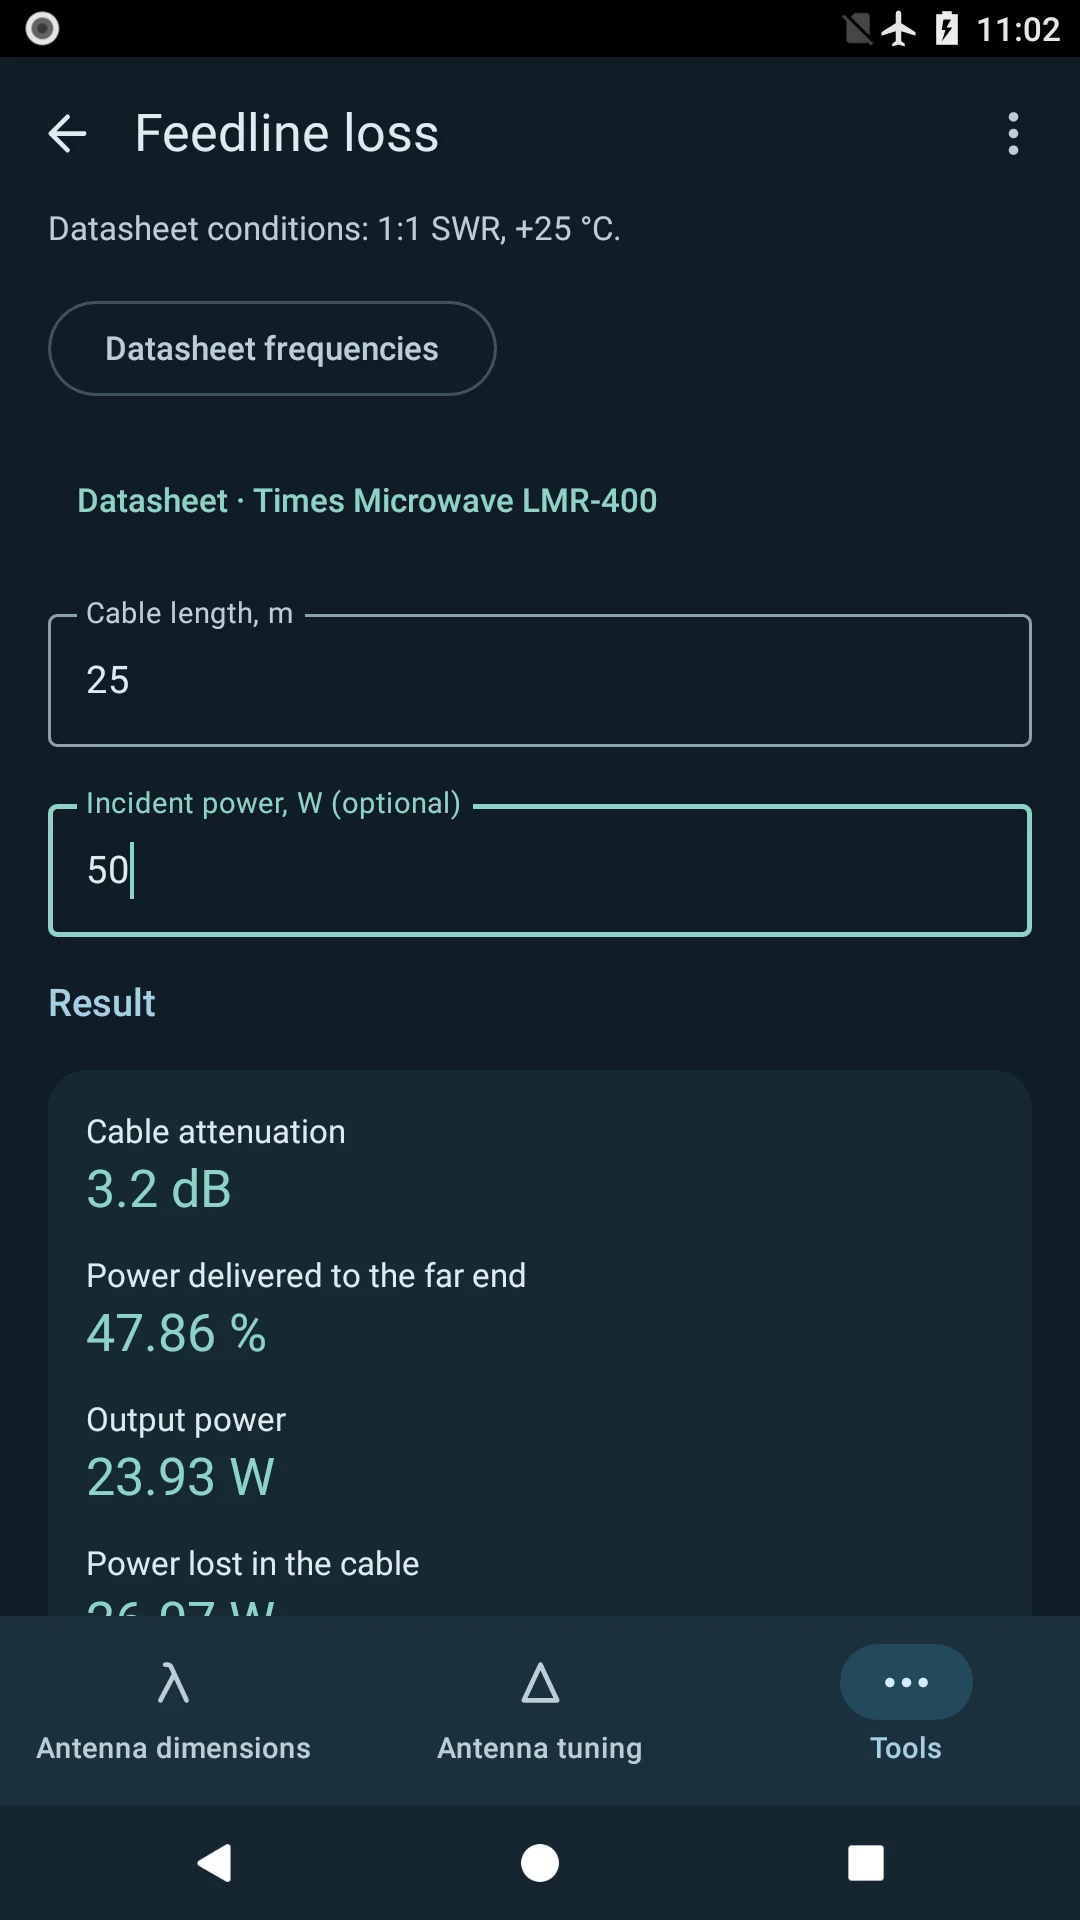 11:02
Feedline loss
Datasheet conditions: 1:1 SWR, +25 °C.
Datasheet frequencies
Datasheet · Times Microwave LMR-400
Cable length, m
25
Incident power, W (optional)
50
Result
Cable attenuation
3.2 dB
Power delivered to the far end
47.86 %
Output power
23.93 W
Power lost in the cable
26.07 W
λ
Antenna dimensions
Antenna tuning
Tools